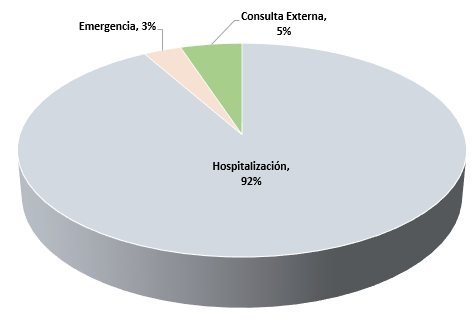 Emergencia, 3%
Consulta Externa,
5%
Hospitalización,
92%